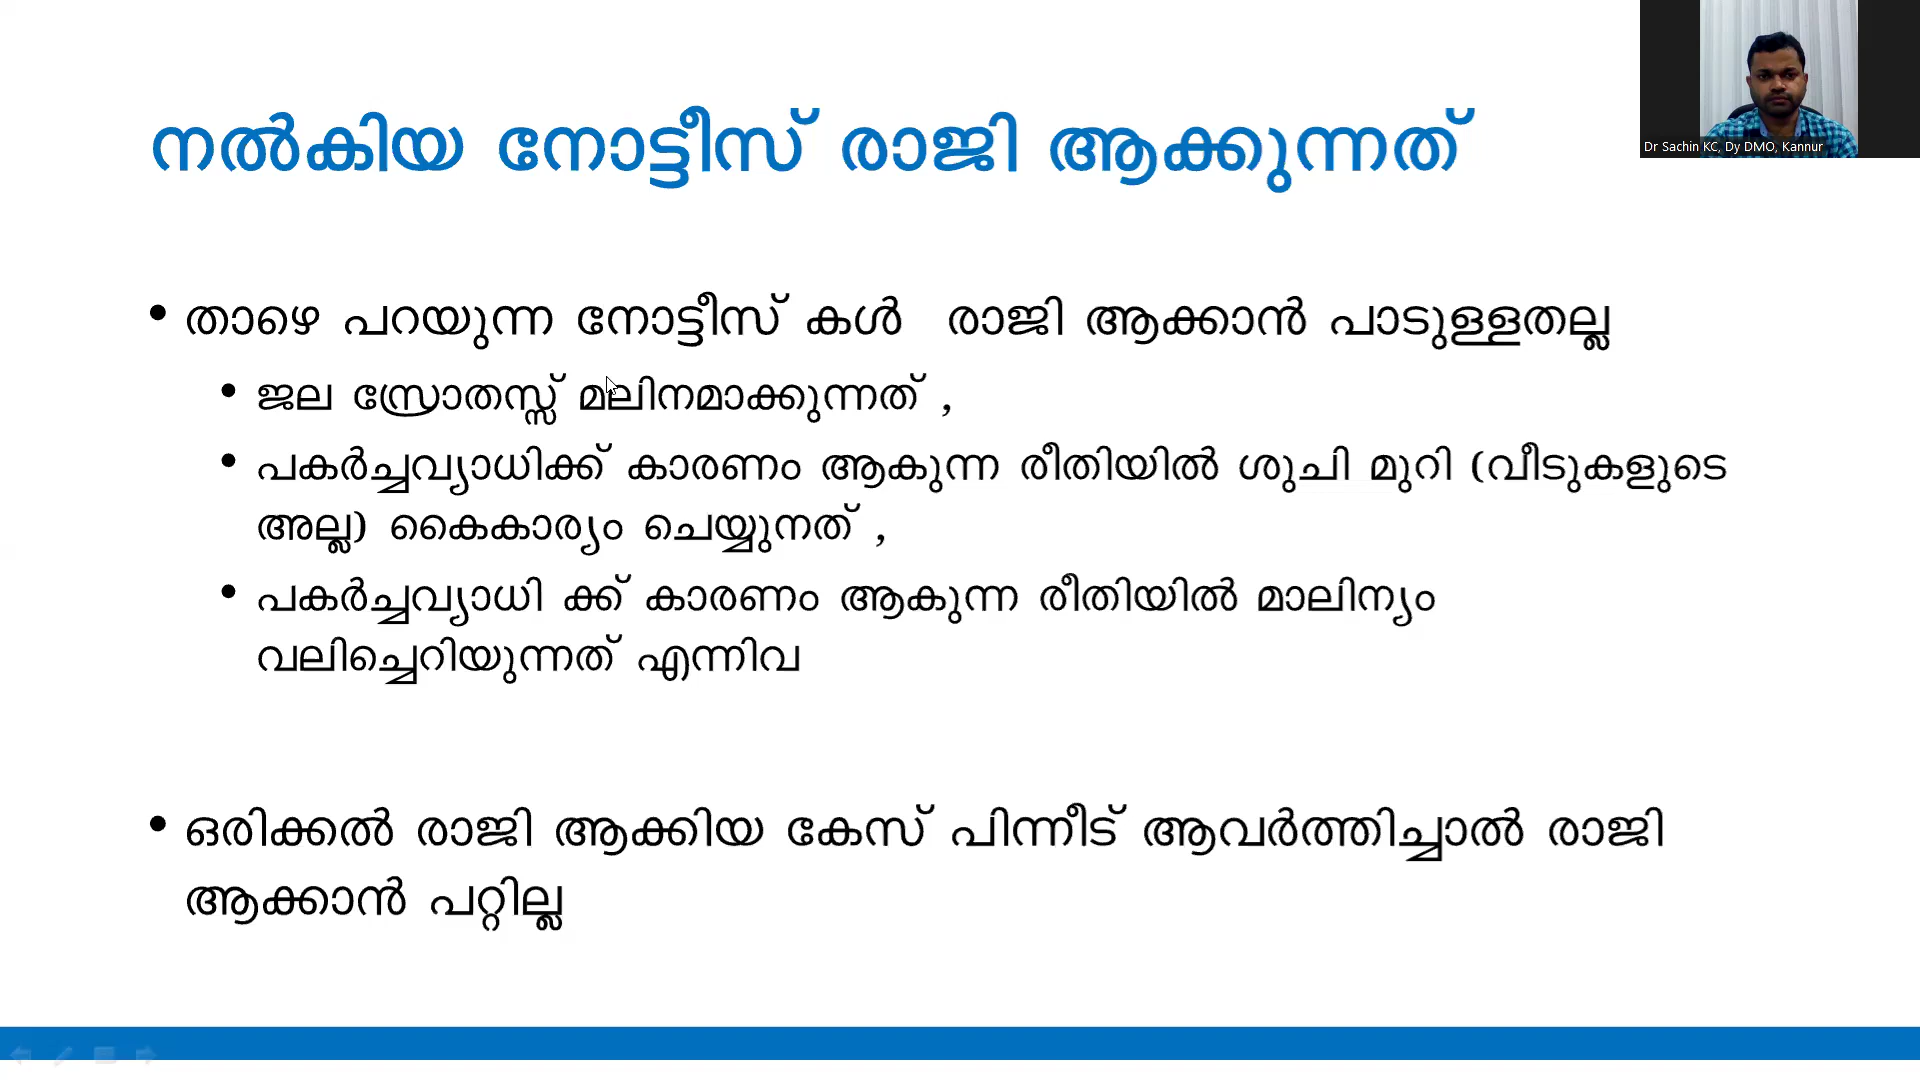 നൽകിയ നോട്ടീസ് രാജി ആക്കുന്നത്
Dr Sachin KC, Dy DMO, Kannur
• താഴെ പറയുന്ന നോട്ടീസ് കൾ രാജി ആക്കാൻ പാടുള്ളതല്ല
• ജല സ്രോതസ്സ് മലിനമാക്കുന്നത് ,
• പകർച്ചവ്യാധിക്ക് കാരണം ആകുന്ന രീതിയിൽ ശുചി മുറി (വീടുകളുടെ
അല്ല) കൈകാര്യം ചെയ്യുനത് ,
• പകർച്ചവ്യാധി ക്ക് കാരണം ആകുന്ന രീതിയിൽ മാലിന്യം
വലിച്ചെറിയുന്നത് എന്നിവ
• ഒരിക്കൽ രാജി ആക്കിയ കേസ് പിന്നീട് ആവർത്തിച്ചാൽ രാജി
ആക്കാൻ പറ്റില്ല